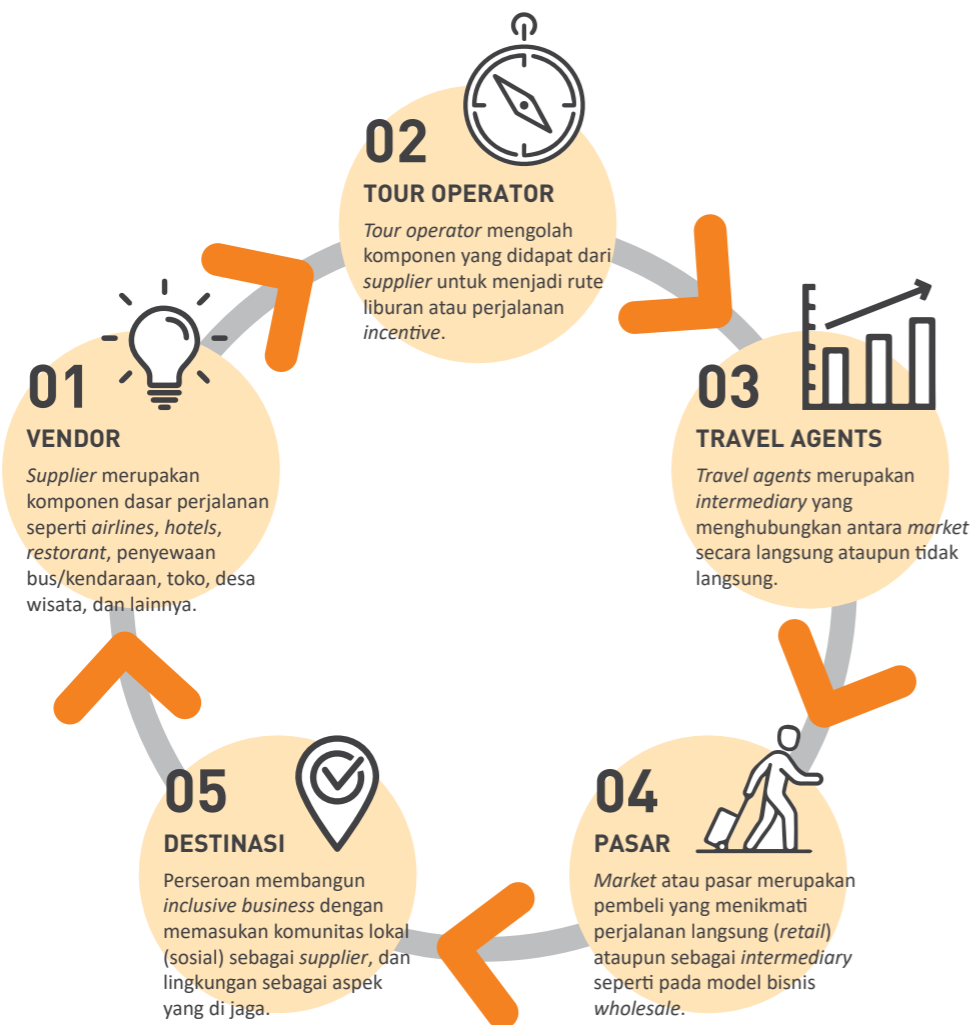 01
VENDOR
Supplier merupakan
komponen dasar perjalanan
seperti airlines, hotels,
restorant, penyewaan
bus/kendaraan, toko, desa
wisata, dan lainnya.
02
TOUR OPERATOR
Tour operator mengolah
komponen yang didapat dari
supplier untuk menjadi rute
liburan atau perjalanan
incentive.
03
TRAVEL AGENTS
Travel agents merupakan
intermediary yang
menghubungkan antara market
secara langsung ataupun tidak
langsung.
04
PASAR
Market atau pasar merupakan
pembeli yang menikmati
perjalanan langsung (retail)
ataupun sebagai intermediary
seperti pada model bisnis
wholesale.
05
DESTINASI
Perseroan membangun
inclusive business dengan
memasukan komunitas lokal
(sosial) sebagai supplier, dan
lingkungan sebagai aspek
yang di jaga.